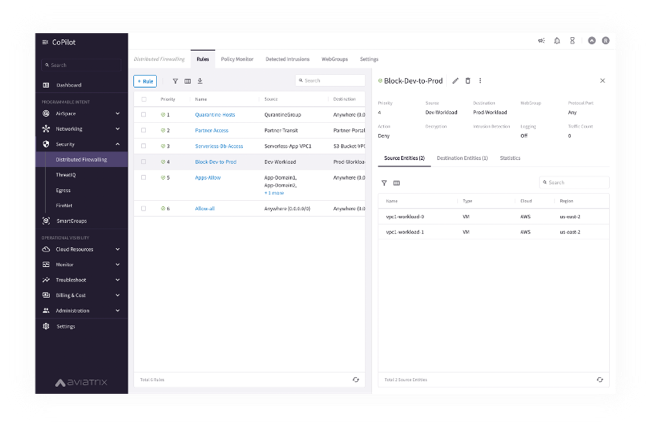 CoPilot
Search
Dashboard
PROGRAMMABLE INTENT
AirSpace
Networking
Security
Distributed Firewalling
ThreatIQ
Egress
FireNet
SmartGroups
OPERATIONAL VISIBILITY
Cloud Resources
Monitor
Troubleshoot
Billing & Cost
Administration
Settings
aviatrix
Distributed Firewalling Rules Policy Monitor Detected Intrusions WebGroups Settings
+ Rule Search
Priority Name Source Destination
1 Quarantine-Hosts QurantineGroup Anywhere (0.0
2 Partner Access Partner Transit Partner Portal
3 Serverless Db Access Serverless-App VPC1 S3 Bucket VPC
4 Block-Dev-to-Prod Dev-Workload Prod-Workloa
5 Apps-Allow App-Domain1, Anywhere (0.0
App-Domain2,
+1 more
6 Allow-all Anywhere (0.0.0.0/0) Anywhere (0.0
Total 6 Rules
Block-Dev-to-Prod
Priority Source Destination WebGroup Protocol Port
4 Dev-Workload Prod-Workload Any
Action Decryption Intrusion Detection Logging Traffic Count
Deny Off 0
Source Entities (2) Destination Entities (1) Statistics
Search
Name Type Cloud Region
vpc1-workload-0 VM AWS us-east-2
vpc1-workload-1 VM AWS us-east-2
Total 2 Source Entities